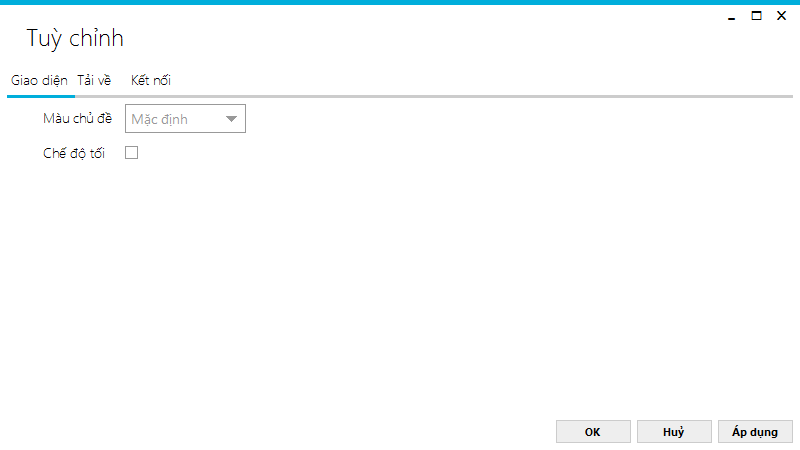 Tuỳ chỉnh
Giao diện Tải về Kết nối
Màu chủ đề Mặc định
Chế độ tối
OK Huỷ Áp dụng